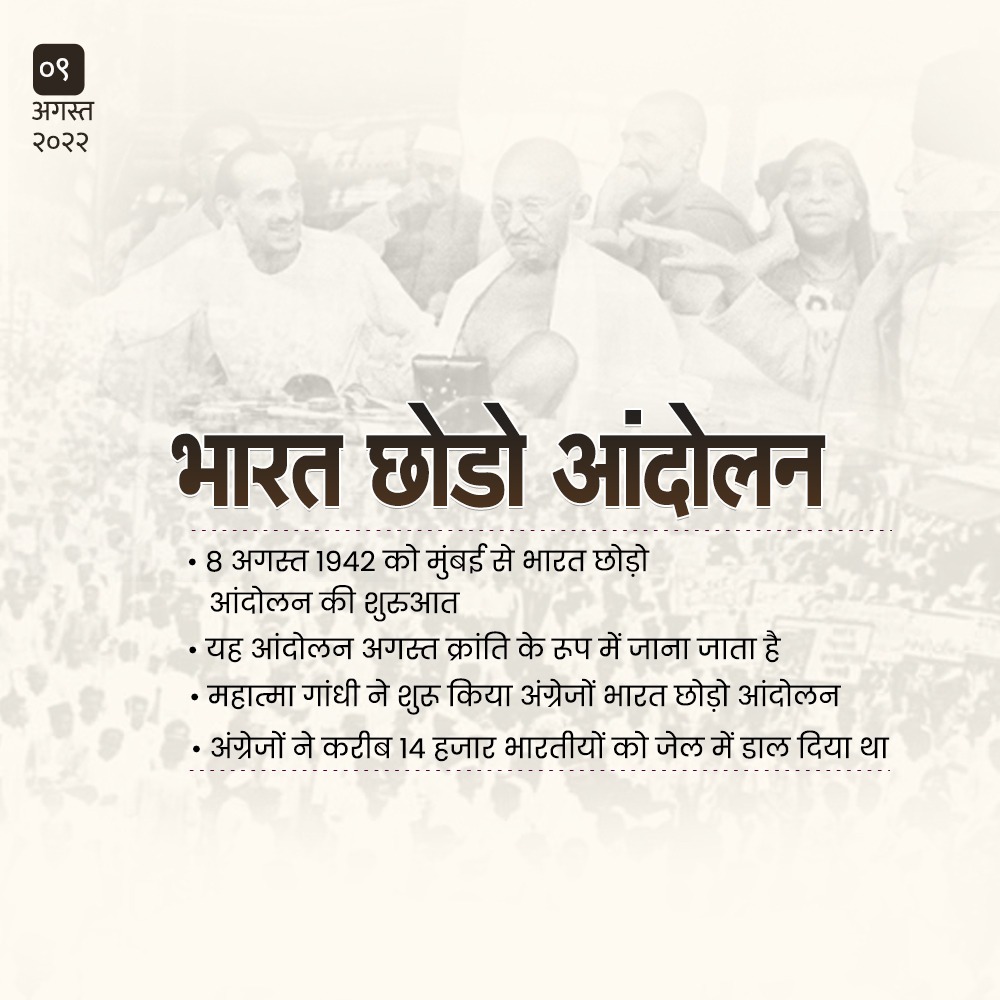 ०९
अगस्त
२०२२
भारत छोडो आंदोलन
• 8 अगस्त 1942 को मुंबई से भारत छोड़ो
आंदोलन की शुरुआत
• यह आंदोलन अगस्त क्रांति के रूप में जाना जाता है
• महात्मा गांधी ने शुरू किया अंग्रेजों भारत छोड़ो आंदोलन
• अंग्रेजों ने करीब 14 हजार भारतीयों को जेल में डाल दिया था